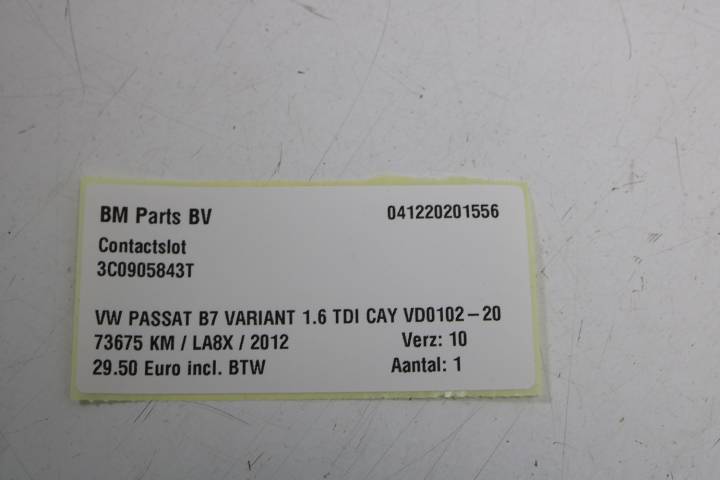 BM Parts BV 041220201556
Contactslot
3C0905843T
VW PASSAT B7 VARIANT 1.6 TDI CAY VD0102-20
73675 KM / LA8X / 2012 Verz: 10
29.50 Euro incl. BTW Aantal: 1